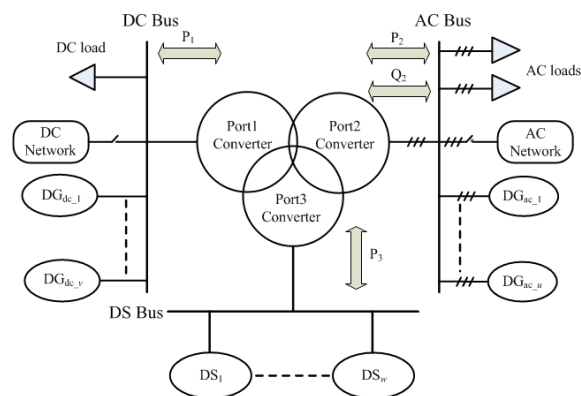 DC Bus
AC Bus
DC load
P1
P2
Q2
AC loads
DC
Network
Port1
Converter
Port2
Converter
Port3
Converter
AC
Network
DGdc_1
DGac_1
DGdc_v
DGac_u
P3
DS Bus
DS1
DSw